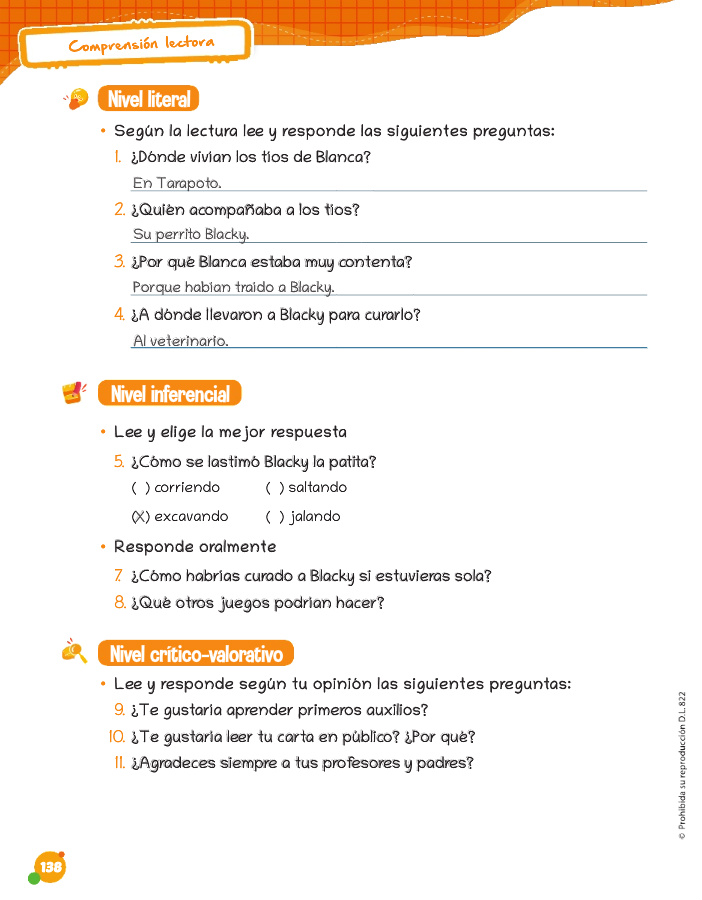 Comprensión lectora
Nivel literal
• Según la lectura lee y responde las siguientes preguntas:
1. ¿Dónde vivían los tíos de Blanca?
En Tarapoto.
2. ¿Quién acompañaba a los tíos?
Su perrito Blacky.
3. ¿Por qué Blanca estaba muy contenta?
Porque habían traído a Blacky.
4. ¿A dónde llevaron a Blacky para curarlo?
Al veterinario.
Nivel inferencial
• Lee y elige la mejor respuesta
5. ¿Cómo se lastimó Blacky la patita?
( ) corriendo ( ) saltando
(X) excavando ( ) jalando
• Responde oralmente
7. ¿Cómo habrías curado a Blacky si estuvieras sola?
8. ¿Qué otros juegos podrían hacer?
Nivel crítico-valorativo
• Lee y responde según tu opinión las siguientes preguntas:
9. ¿Te gustaría aprender primeros auxilios?
10. ¿Te gustaría leer tu carta en público? ¿Por qué?
11. ¿Agradeces siempre a tus profesores y padres?
© Prohibida su reproducción D.L. 822
138